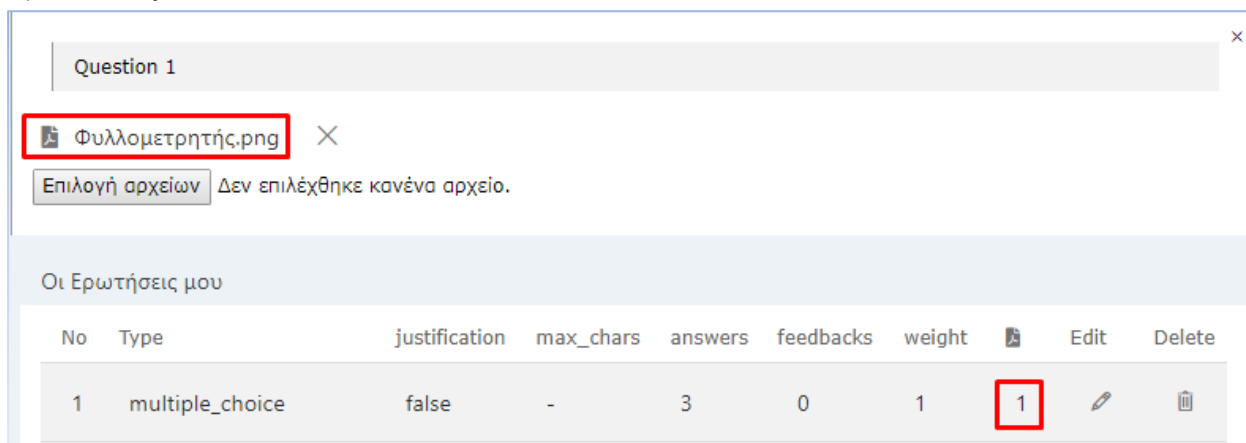 ×
Question 1
Φυλλομετρητής.png ×
Επιλογή αρχείων Δεν επιλέχθηκε κανένα αρχείο.
Οι Ερωτήσεις μου
No Type justification max_chars answers feedbacks weight Edit Delete
1 multiple_choice false - 3 0 1 1